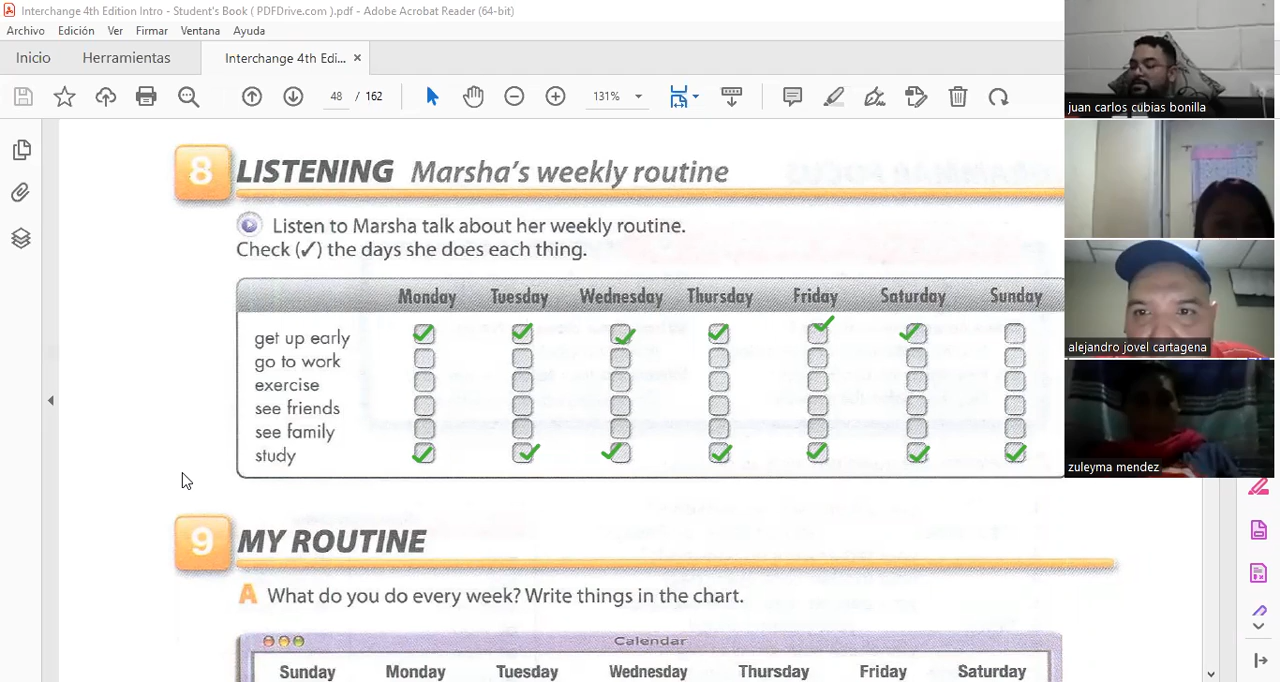 Interchange 4th Edition Intro - Student's Book ( PDFDrive.com ).pdf - Adobe Acrobat Reader (64-bit)
Archivo Edición Ver Firmar Ventana Ayuda
Inicio Herramientas Interchange 4th Edi... ×
48 / 162 131%
8 LISTENING Marsha's weekly routine
Listen to Marsha talk about her weekly routine.
Check (✓) the days she does each thing.
Monday Tuesday Wednesday Thursday Friday Saturday Sunday
get up early
go to work
exercise
see friends
see family
study
9 MY ROUTINE
A What do you do every week? Write things in the chart.
Calendar
Sunday Monday Tuesday Wednesday Thursday Friday Saturday
juan carlos cubias bonilla
alejandro jovel cartagena
zuleyma mendez